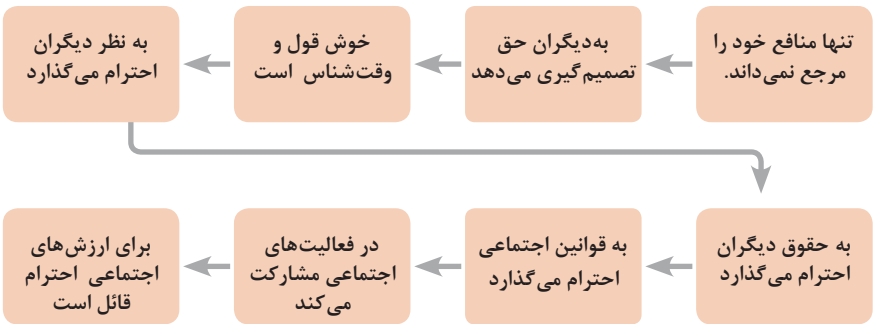 تنها منافع خود را
مرجع نمی‌داند.
به‌دیگران حق
تصمیم‌گیری می‌دهد
خوش قول و
وقت‌شناس است
به نظر دیگران
احترام می‌گذارد
به حقوق دیگران
احترام می‌گذارد
به قوانین اجتماعی
احترام می‌گذارد
در فعالیت‌های
اجتماعی مشارکت
می‌کند
برای ارزش‌های
اجتماعی احترام
قائل است